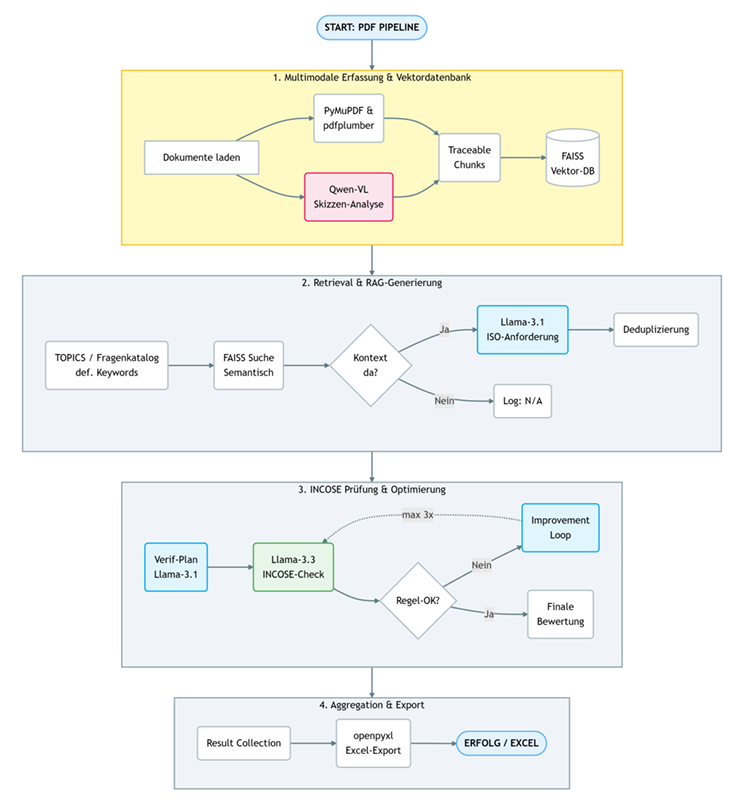 START: PDF PIPELINE
1. Multimodale Erfassung & Vektordatenbank
Dokumente laden
PyMuPDF &
pdfplumber
Qwen-VL
Skizzen-Analyse
Traceable
Chunks
FAISS
Vektor-DB
2. Retrieval & RAG-Generierung
TOPICS / Fragenkatalog
def. Keywords
FAISS Suche
Semantisch
Kontext
da?
Ja
Llama-3.1
ISO-Anforderung
Deduplizierung
Nein
Log: N/A
3. INCOSE Prüfung & Optimierung
Verif-Plan
Llama-3.1
Llama-3.3
INCOSE-Check
max 3x
Regel-OK?
Nein
Improvement
Loop
Ja
Finale
Bewertung
4. Aggregation & Export
Result Collection
openpyxl
Excel-Export
ERFOLG / EXCEL